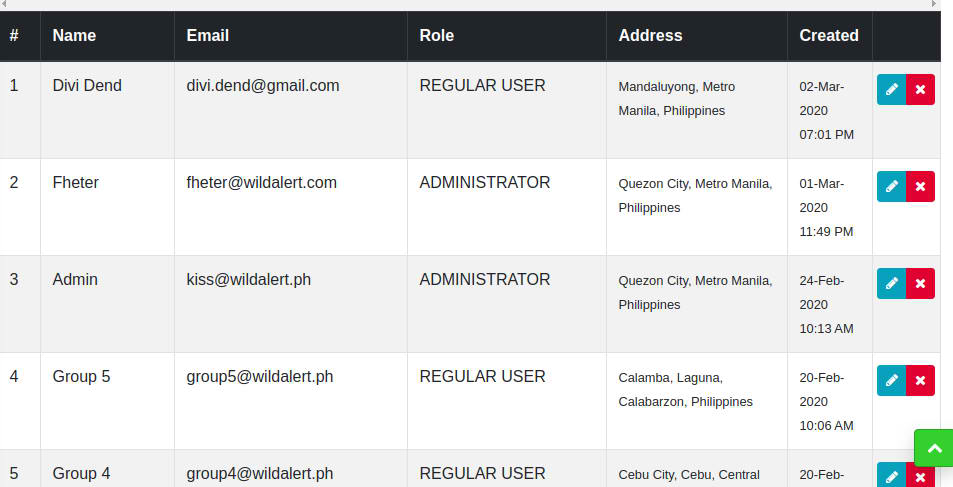 # Name Email Role Address Created
1 Divi Dend divi.dend@gmail.com REGULAR USER Mandaluyong, Metro 02-Mar-
Manila, Philippines 2020
07:01 PM
2 Fheter fheter@wildalert.com ADMINISTRATOR Quezon City, Metro Manila, 01-Mar-
Philippines 2020
11:49 PM
3 Admin kiss@wildalert.ph ADMINISTRATOR Quezon City, Metro Manila, 24-Feb-
Philippines 2020
10:13 AM
4 Group 5 group5@wildalert.ph REGULAR USER Calamba, Laguna, 20-Feb-
Calabarzon, Philippines 2020
10:06 AM
5 Group 4 group4@wildalert.ph REGULAR USER Cebu City, Cebu, Central 20-Feb-